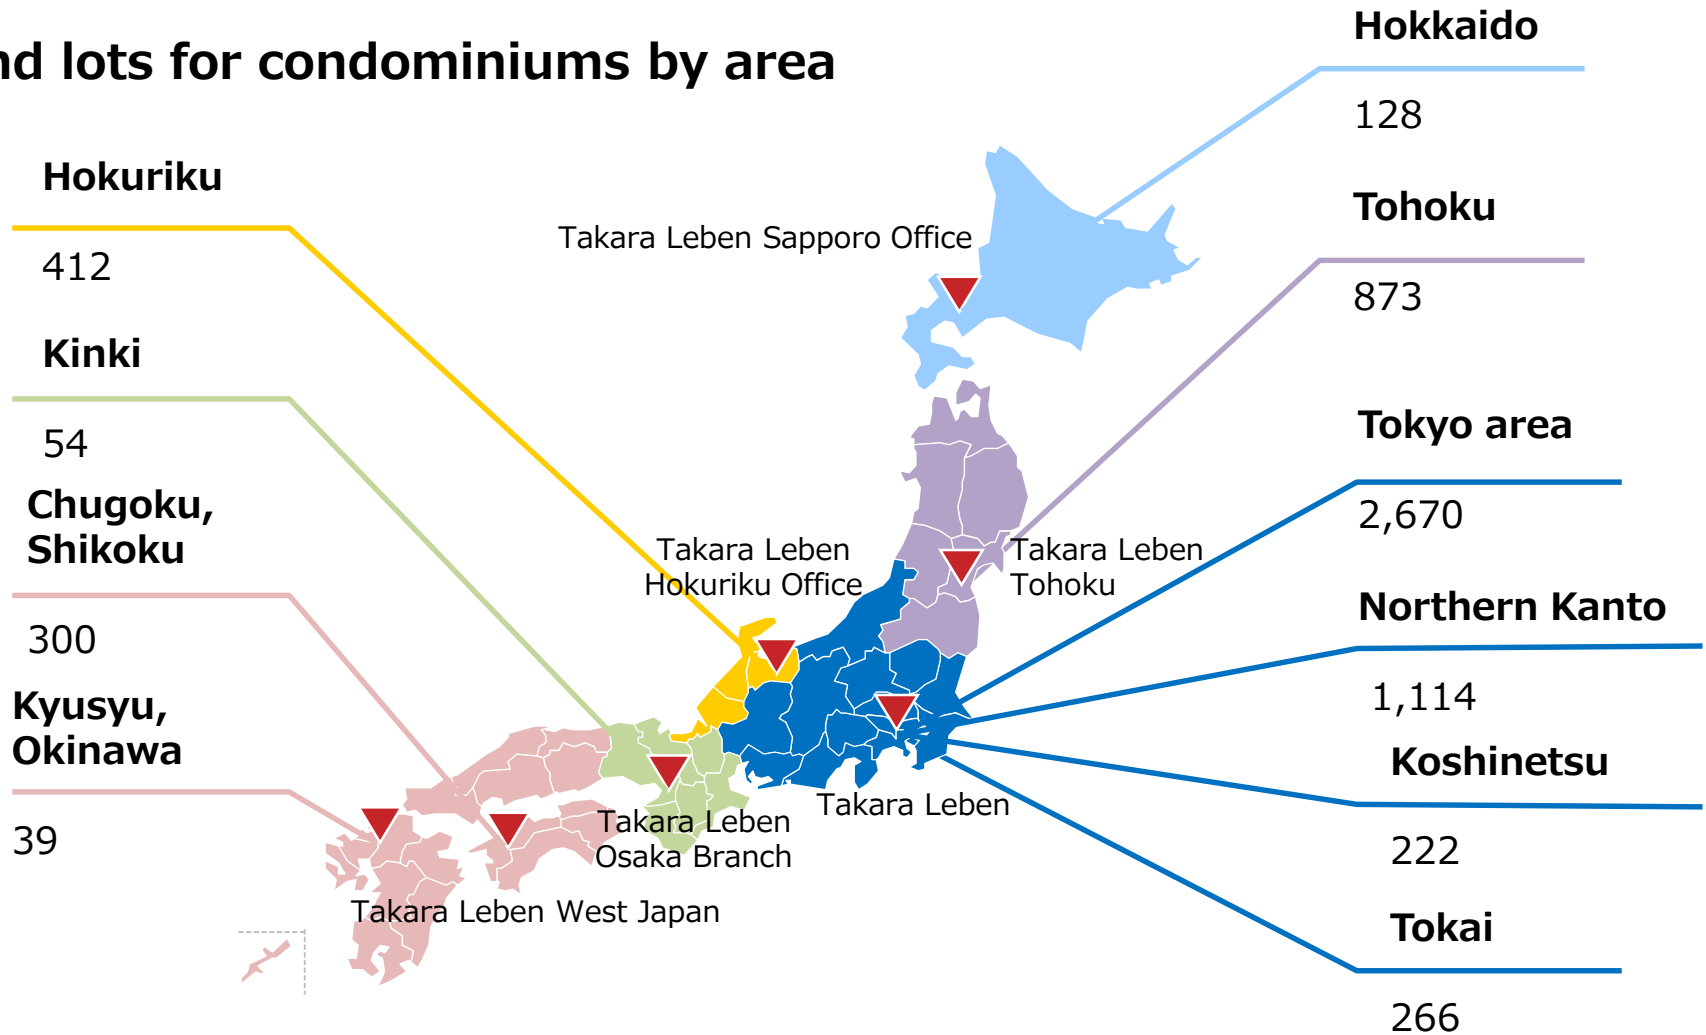 nd lots for condominiums by area
Hokuriku
412
Kinki
54
Chugoku,
Shikoku
300
Kyusyu,
Okinawa
39
Takara Leben Sapporo Office
Takara Leben
Hokuriku Office
Takara Leben
Tohoku
Takara Leben
Takara Leben
Osaka Branch
Takara Leben West Japan
Hokkaido
128
Tohoku
873
Tokyo area
2,670
Northern Kanto
1,114
Koshinetsu
222
Tokai
266